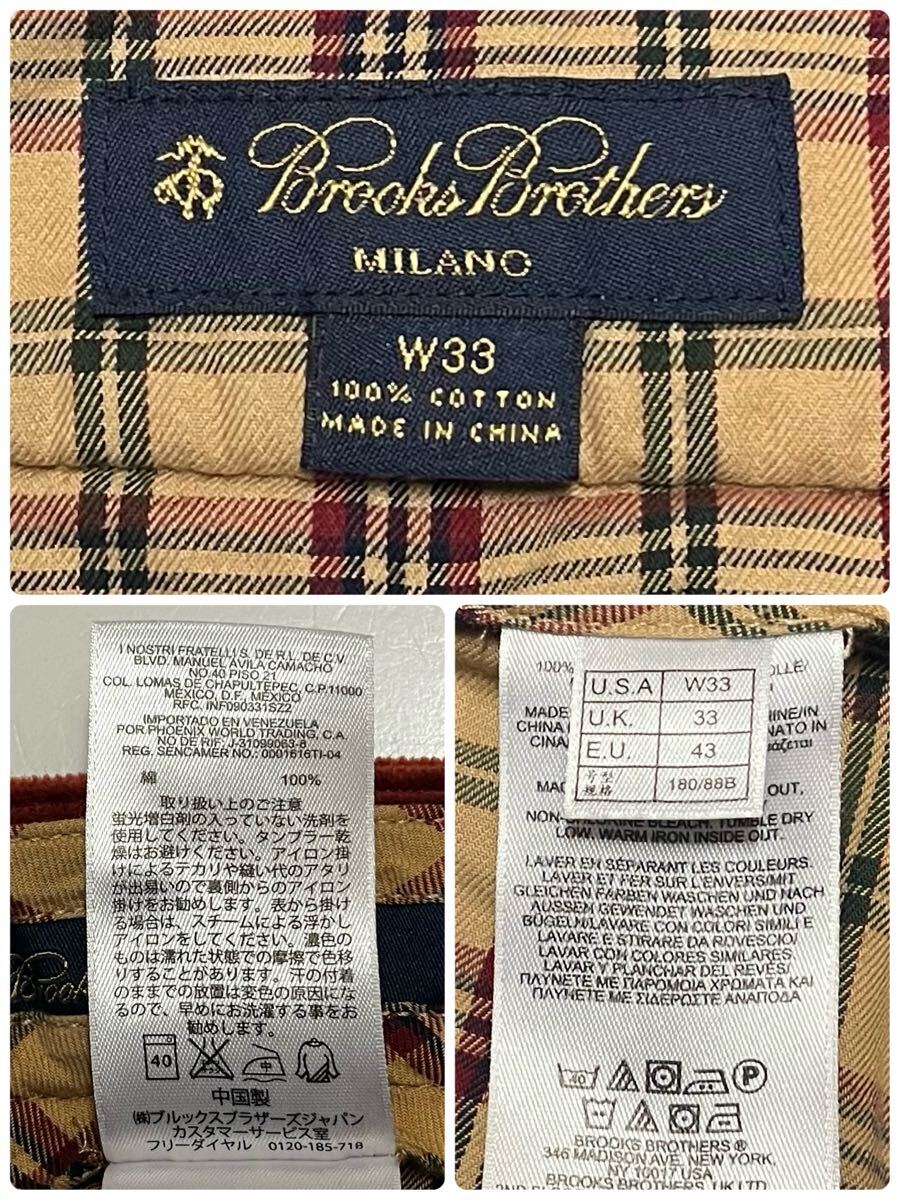 Brooks Brothers
MILANO
W33
100% COTTON
MADE IN CHINA
I NOSTRI FRATELLI S. DE R.L. DE C.V.
BLVD. MANUEL AVILA CAMACHO
NO.40 PISO 21
COL. LOMAS DE CHAPULTEPEC, C.P.11000
MEXICO, D.F. MEXICO
RFC. INF090331SZ2
IMPORTADO EN VENEZUELA
POR PHOENIX WORLD TRADING, C.A.
NO DE RIF: J-31099063-8
REG. SENCAMER NO.: 0001616TI-04
綿 100%
取り扱い上のご注意
蛍光増白剤の入っていない洗剤を
使用してください。タンブラー乾
燥はお避けください。アイロン掛
けによるテカリや縫い代のアタリ
が出易いので裏側からのアイロン
掛けをお勧めします。表から掛け
る場合は、スチームによる浮かし
アイロンをしてください。濃色の
ものは濡れた状態での摩擦で色移
りすることがあります。汗の付着
のままでの放置は変色の原因にな
るので、早めにお洗濯する事をお
勧めします。
40 中
中国製
㈱ブルックスブラザーズジャパン
カスタマーサービス室
フリーダイヤル 0120-185-718
Brook
100%
U.S.A W33
U.K. 33
E.U. 43
号型
规格 180/88B
MADE
CHINA
OUT,
NON-CHLORINE BLEACH, TUMBLE DRY
LOW, WARM IRON INSIDE OUT.
LAVER EN SÉPARANT LES COULEURS.
LAVER ET FER SUR L'ENVERS/MIT
GLEICHEN FARBEN WASCHEN UND NACH
AUSSEN GEWENDET WASCHEN UND
BÜGELN/LAVARE CON COLORI SIMILI
E STIRARE DA ROVESCIO/
LAVAR CON COLORES SIMILARES.
LAVAR Y PLANCHAR DEL REVÉS/
ΠΛΥΝΕΤΕ ΜΕ ΠΑΡΟΜΟΙΑ ΧΡΩΜΑΤΑ ΚΑΙ
ΠΛΥΝΕΤΕ ΜΕ ΣΙΔΕΡΩΣΤΕ ΑΝΑΠΟΔΑ
40 P
BROOKS BROTHERS ®
346 MADISON AVE, NEW YORK,
NY 10017 USA
BROOKS BROTHERS UK LTD